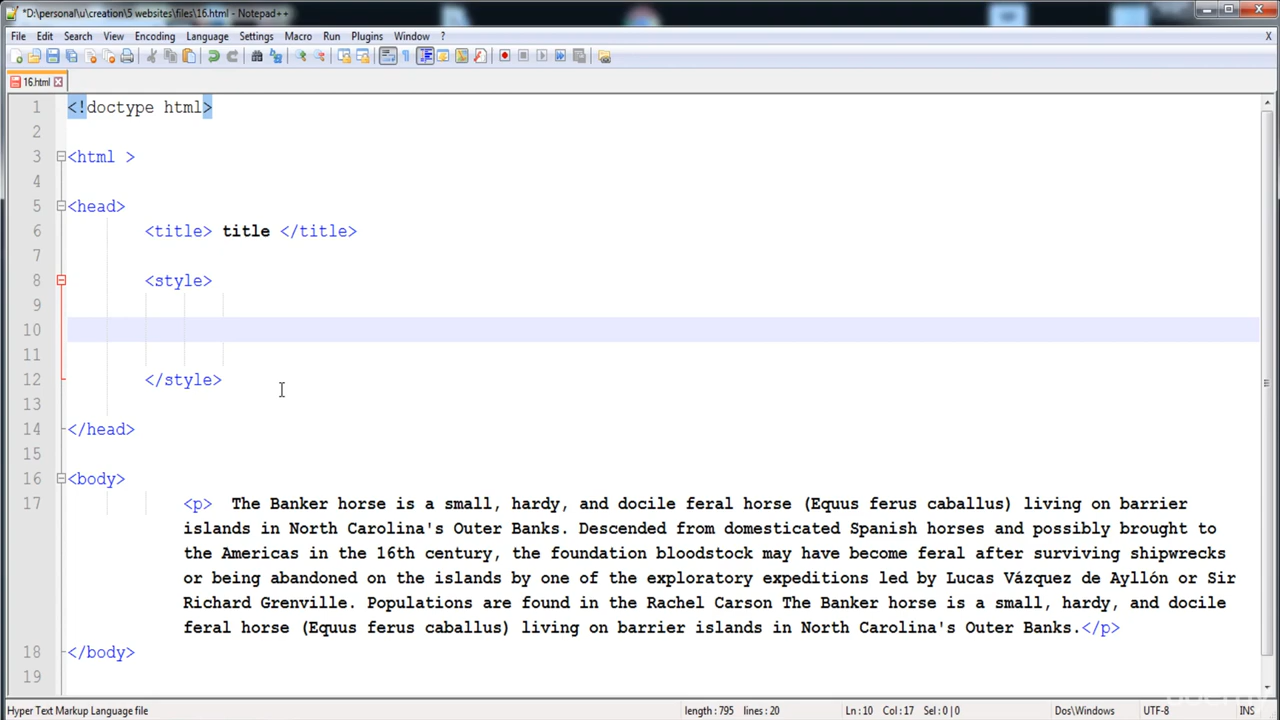 *D:\personal\u\creation\5 websites\files\16.html - Notepad++
File Edit Search View Encoding Language Settings Macro Run Plugins Window ? X
16.html
1 <!doctype html>
2
3 <html >
4
5 <head>
6 <title> title </title>
7
8 <style>
9
10
11
12 </style>
13
14 </head>
15
16 <body>
17 <p> The Banker horse is a small, hardy, and docile feral horse (Equus ferus caballus) living on barrier
islands in North Carolina's Outer Banks. Descended from domesticated Spanish horses and possibly brought to
the Americas in the 16th century, the foundation bloodstock may have become feral after surviving shipwrecks
or being abandoned on the islands by one of the exploratory expeditions led by Lucas Vázquez de Ayllón or Sir
Richard Grenville. Populations are found in the Rachel Carson The Banker horse is a small, hardy, and docile
feral horse (Equus ferus caballus) living on barrier islands in North Carolina's Outer Banks.</p>
18 </body>
19
Hyper Text Markup Language file length : 795 lines : 20 Ln : 10 Col : 17 Sel : 0 | 0 Dos\Windows UTF-8 INS